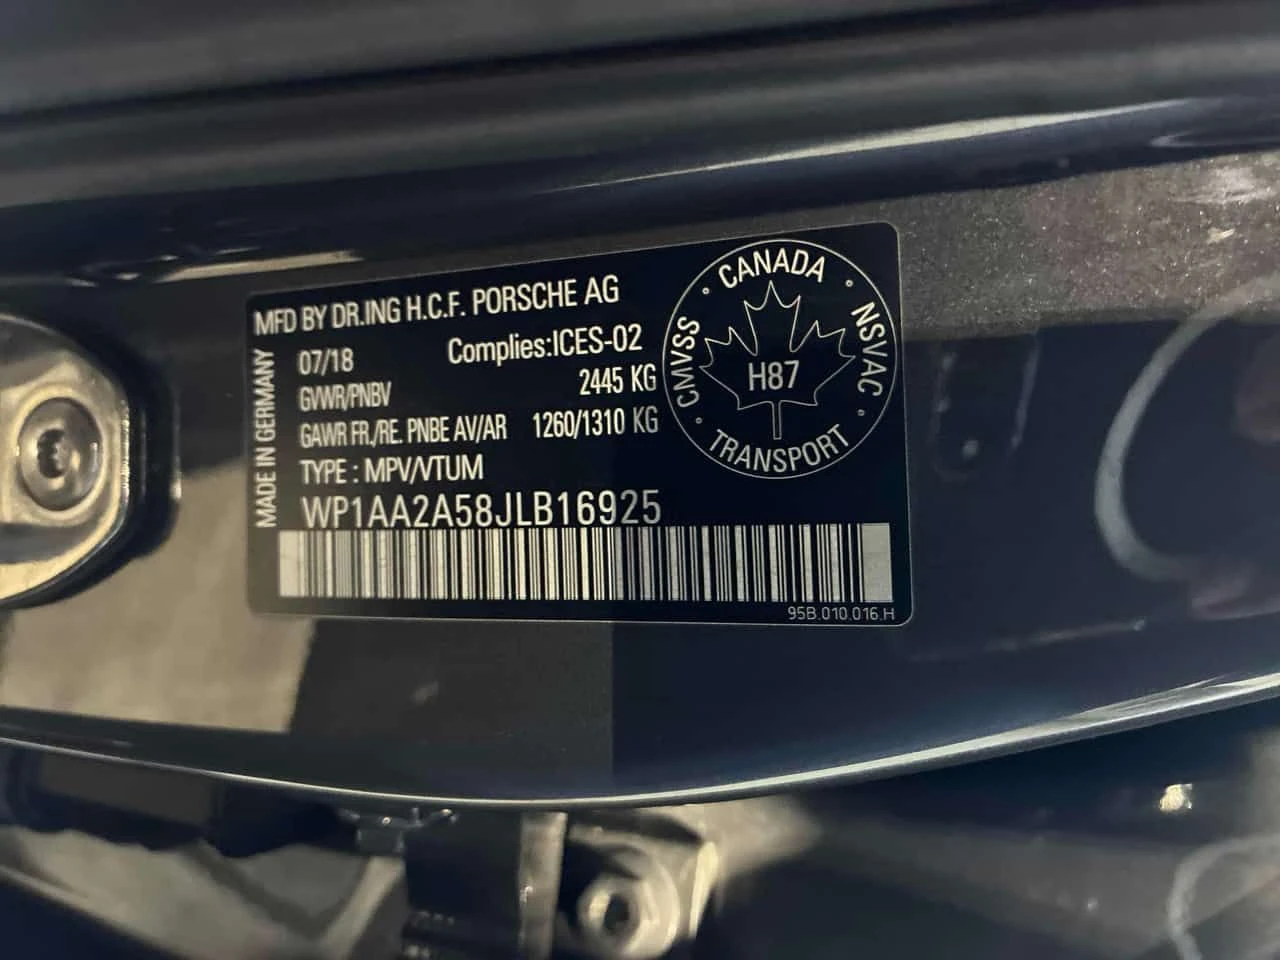 MFD BY DR.ING H.C.F. PORSCHE AG
07/18 Complies:ICES-02
GVWR/PNBV 2445 KG
GAWR FR./RE. PNBE AV/AR 1260/1310 KG
TYPE : MPV/VTUM
WP1AA2A58JLB16925
MADE IN GERMANY
CANADA
NSVAC
TRANSPORT
CMVSS
H87
95B.010.016.H